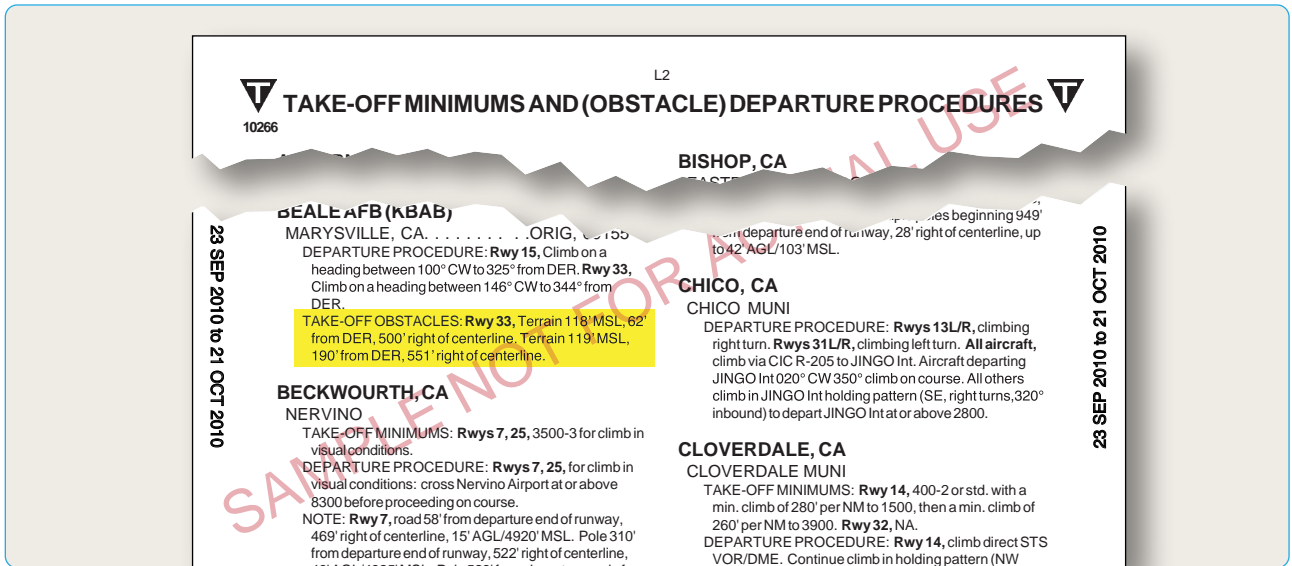 L2
T TAKE-OFF MINIMUMS AND (OBSTACLE) DEPARTURE PROCEDURES T
10266
BEALE AFB (KBAB)
MARYSVILLE, CA. . . . . . . . . .ORIG, 09155
DEPARTURE PROCEDURE: Rwy 15, Climb on a
heading between 100° CW to 325° from DER. Rwy 33,
Climb on a heading between 146° CW to 344° from
DER.
TAKE-OFF OBSTACLES: Rwy 33, Terrain 118' MSL, 62'
from DER, 500' right of centerline. Terrain 119' MSL,
190' from DER, 551' right of centerline.
BECKWOURTH, CA
NERVINO
TAKE-OFF MINIMUMS: Rwys 7, 25, 3500-3 for climb in
visual conditions.
DEPARTURE PROCEDURE: Rwys 7, 25, for climb in
visual conditions: cross Nervino Airport at or above
8300 before proceeding on course.
NOTE: Rwy 7, road 58' from departure end of runway,
469' right of centerline, 15' AGL/4920' MSL. Pole 310'
from departure end of runway, 522' right of centerline,
BISHOP, CA
beginning 949'
from departure end of runway, 28' right of centerline, up
to 42' AGL/103' MSL.
CHICO, CA
CHICO MUNI
DEPARTURE PROCEDURE: Rwys 13L/R, climbing
right turn. Rwys 31L/R, climbing left turn. All aircraft,
climb via CIC R-205 to JINGO Int. Aircraft departing
JINGO Int 020° CW 350° climb on course. All others
climb in JINGO Int holding pattern (SE, right turns, 320°
inbound) to depart JINGO Int at or above 2800.
CLOVERDALE, CA
CLOVERDALE MUNI
TAKE-OFF MINIMUMS: Rwy 14, 400-2 or std. with a
min. climb of 280' per NM to 1500, then a min. climb of
260' per NM to 3900. Rwy 32, NA.
DEPARTURE PROCEDURE: Rwy 14, climb direct STS
VOR/DME. Continue climb in holding pattern (NW
23 SEP 2010 to 21 OCT 2010
23 SEP 2010 to 21 OCT 2010
SAMPLE NOT FOR ACTUAL USE